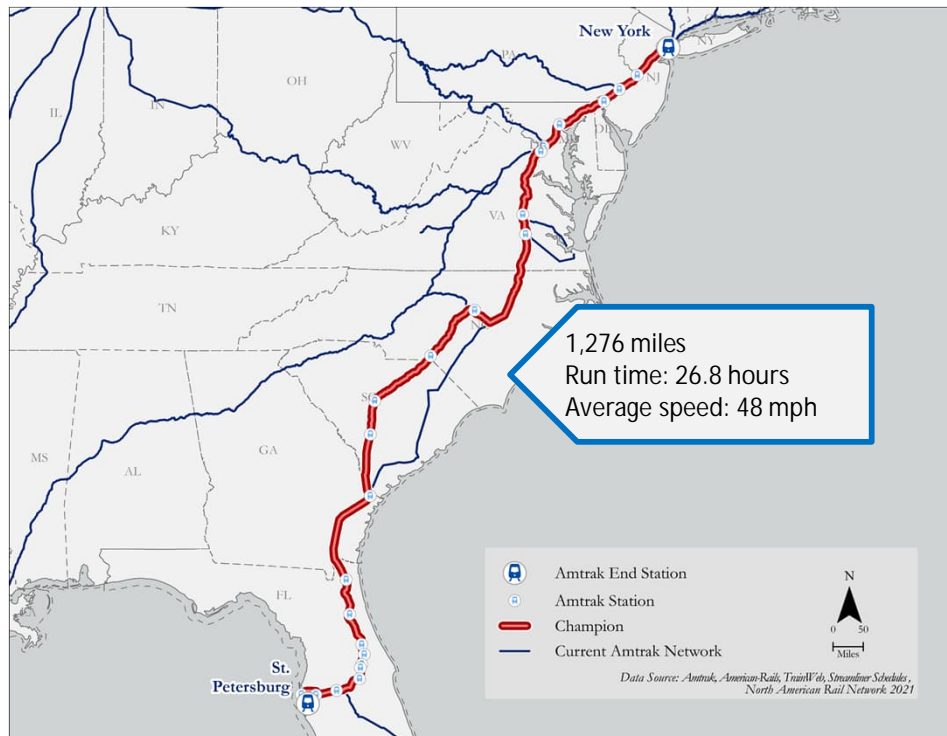 New York
NY
PA
NJ
OH
IN
IL
DE
WV
VA
KY
TN
NC
1,276 miles
Run time: 26.8 hours
Average speed: 48 mph
SC
MS
AL
GA
FL
St.
Petersburg
Amtrak End Station
Amtrak Station
Champion
Current Amtrak Network
N
0 50
Miles
Data Source: Amtrak, American-Rails, TrainWeb, Streamliner Schedules,
North American Rail Network 2021